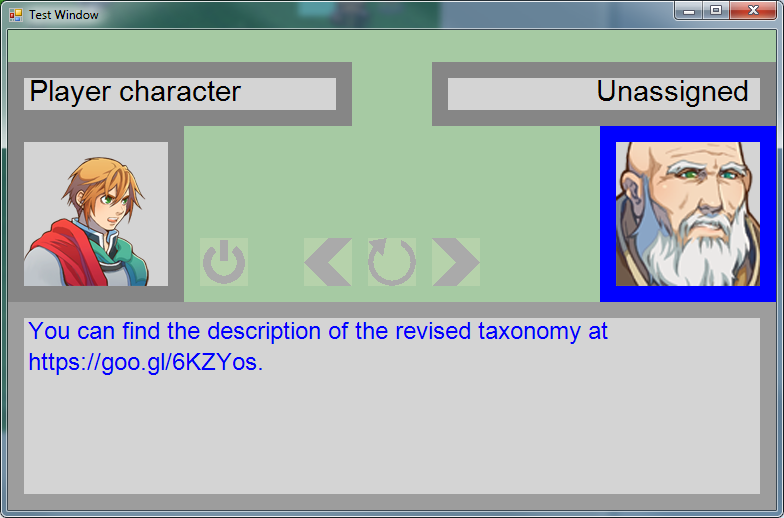 Test Window
Player character
Unassigned
You can find the description of the revised taxonomy at
https://goo.gl/6KZYos.